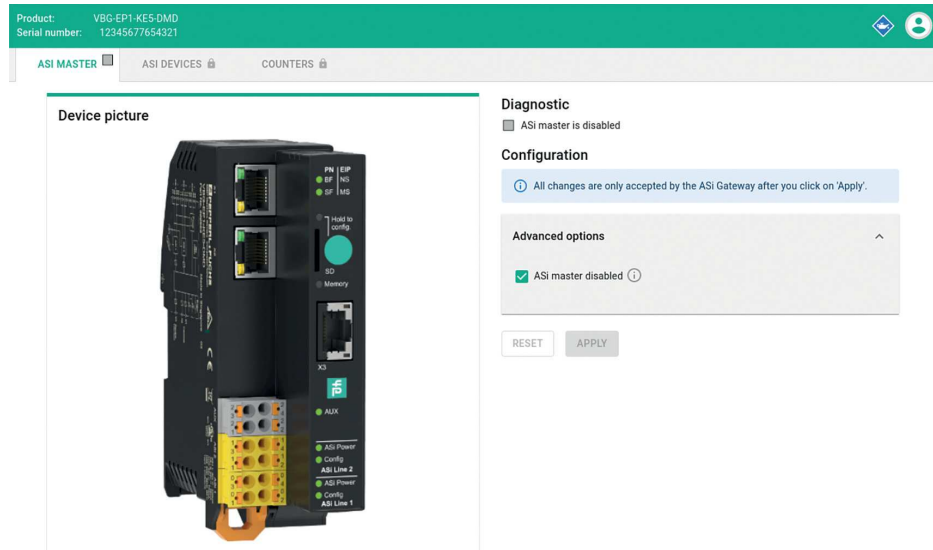 Product: VBG-EP1-KE5-DMD
Serial number: 12345677654321
ASI MASTER
ASI DEVICES
COUNTERS
Device picture
PN EIP
BF NS
SF MS
Hold to
config.
SD
Memory
X3
AUX
ASi Power
Config
ASi Line 2
ASi Power
Config
ASi Line 1
PEPPERL+FUCHS
Diagnostic
ASi master is disabled
Configuration
All changes are only accepted by the ASi Gateway after you click on 'Apply'.
Advanced options
ASi master disabled
RESET
APPLY